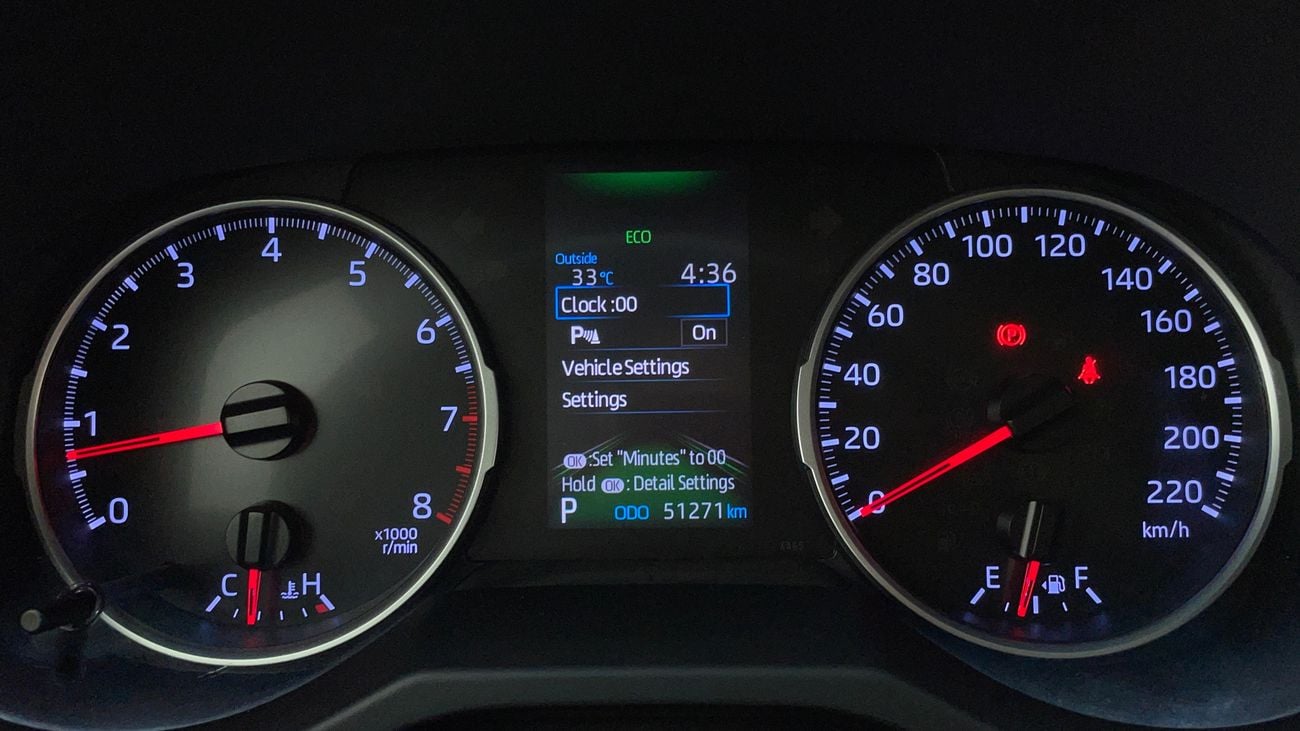 0
1
2
3
4
5
6
7
8
x1000
r/min
C H
ECO
Outside
33°C 4:36
Clock :00
P On
Vehicle Settings
Settings
OK :Set "Minutes" to 00
Hold OK : Detail Settings
P ODO 51271 km
0
20
40
60
80
100
120
140
160
180
200
220
km/h
P
E F